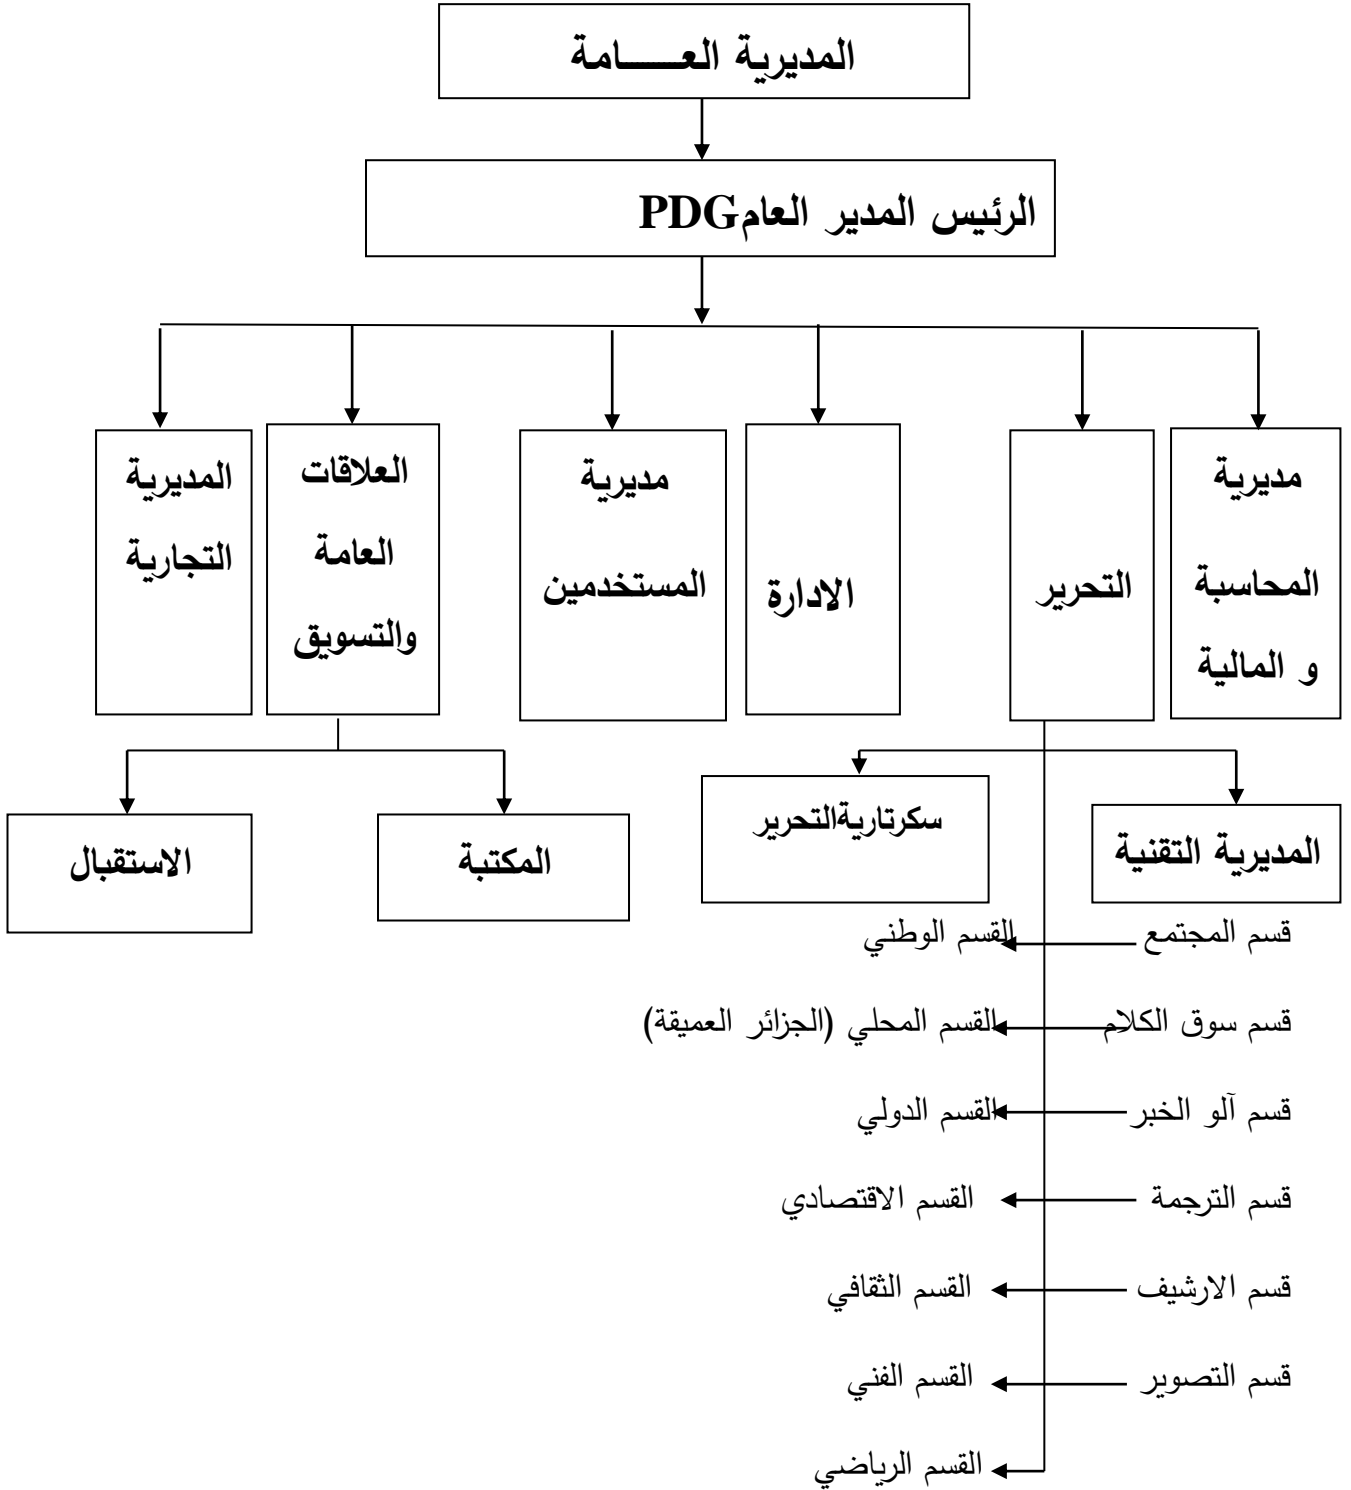 المديرية العـــــامة
الرئيس المدير العامPDG
مديرية
المحاسبة
و المالية
التحرير
الادارة
مديرية
المستخدمين
العلاقات
العامة
والتسويق
المديرية
التجارية
المديرية التقنية
سكرتاريةالتحرير
المكتبة
الاستقبال
قسم المجتمع القسم الوطني
قسم سوق الكلام القسم المحلي (الجزائر العميقة)
قسم آلو الخبر القسم الدولي
قسم الترجمة القسم الاقتصادي
قسم الارشيف القسم الثقافي
قسم التصوير القسم الفني
القسم الرياضي